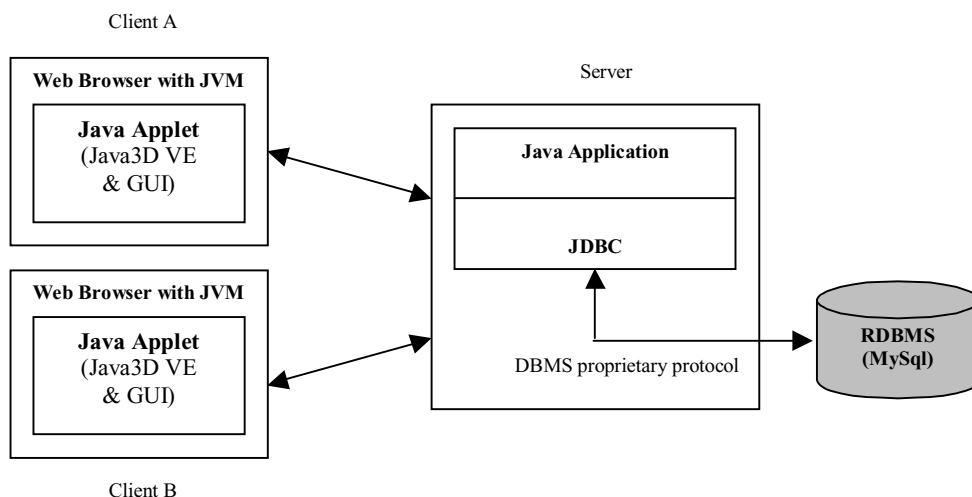 Client A
Web Browser with JVM
Java Applet
(Java3D VE
& GUI)
Web Browser with JVM
Java Applet
(Java3D VE
& GUI)
Client B
Server
Java Application
JDBC
DBMS proprietary protocol
RDBMS
(MySql)